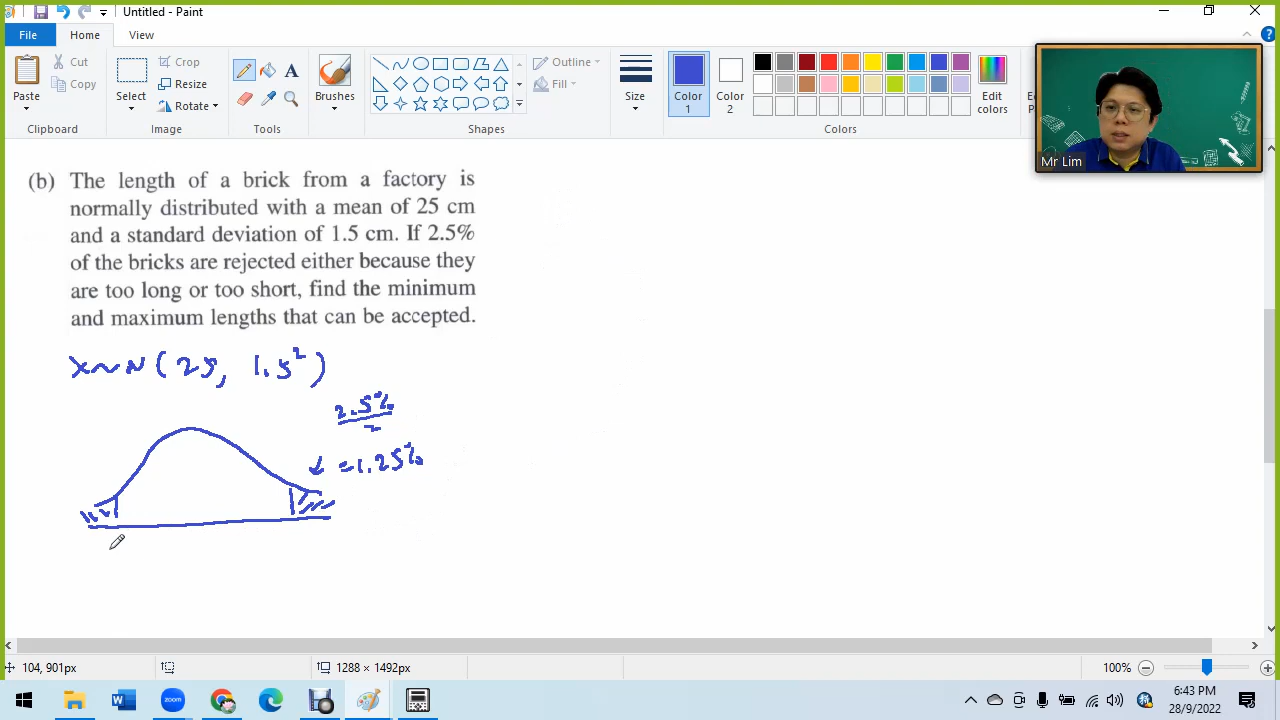 Untitled - Paint
File Home View
Paste
Cut
Copy
Clipboard
Select
Crop
Resize
Rotate
Image
A
Tools
Brushes
Shapes
Outline
Fill
Size
Color 1
Color 2
Edit colors
Colors
Mr Lim
(b) The length of a brick from a factory is
normally distributed with a mean of 25 cm
and a standard deviation of 1.5 cm. If 2.5%
of the bricks are rejected either because they
are too long or too short, find the minimum
and maximum lengths that can be accepted.
X~N(25, 1.5²)
2.5%
2
=1.25%
104, 901px
1288 × 1492px
100%
W
zoom
6:43 PM
28/9/2022